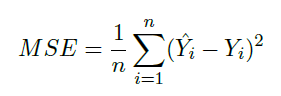 MSE = \frac{1}{n} \sum_{i=1}^{n} (\hat{Y}_i - Y_i)^2